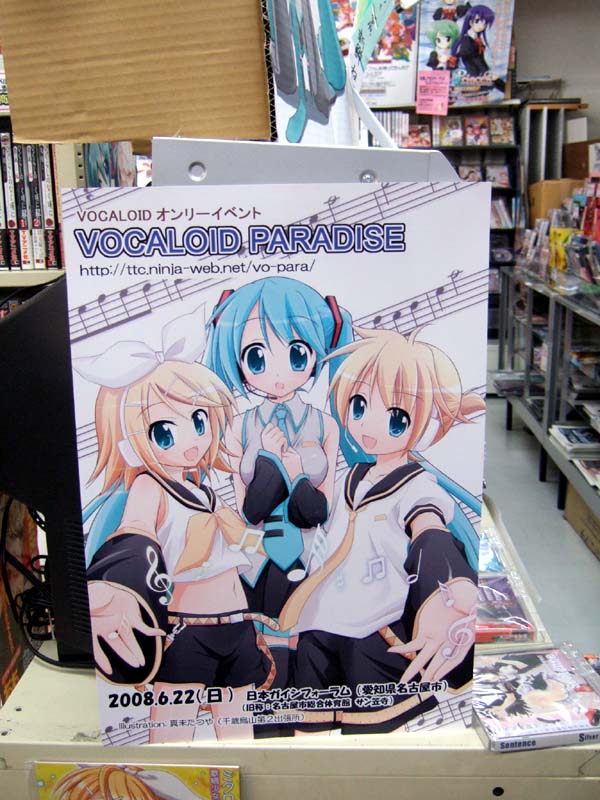 VOCALOID オンリーイベント
VOCALOID PARADISE
http://ttc.ninja-web.net/vo-para/
2008.6.22(日) 日本ガイシフォーラム (愛知県名古屋市)
(旧称:名古屋市総合体育館 サン笠寺)
Illustration: 真未たつや (千歳烏山第2出張所)
Sentence
Silver